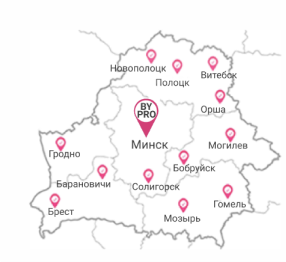 Новополоцк
Полоцк
Витебск
Орша
BY
PRO
Минск
Могилев
Гродно
Барановичи
Солигорск
Бобруйск
Брест
Мозырь
Гомель